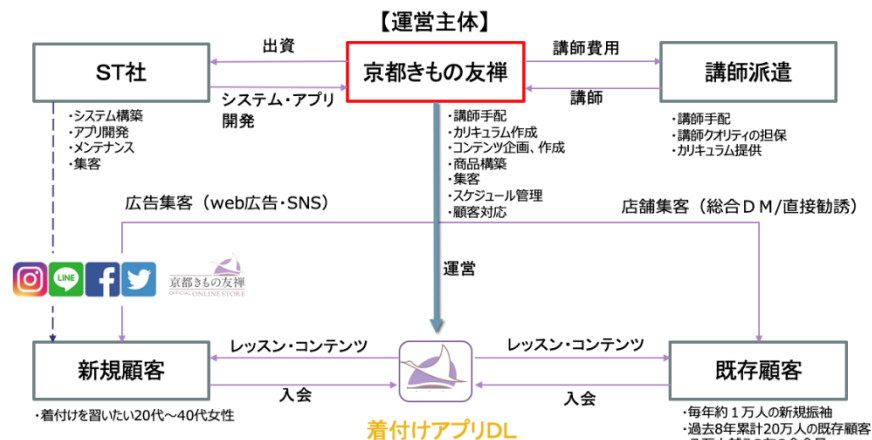 【運営主体】
ST社
出資
京都きもの友禅
講師費用
講師派遣
システム・アプリ
開発
講師
・システム構築
・アプリ開発
・メンテナンス
・集客
・講師手配
・カリキュラム作成
・コンテンツ企画、作成
・商品構築
・集客
・スケジュール管理
・顧客対応
・講師手配
・講師クオリティの担保
・カリキュラム提供
広告集客（web広告・SNS）
店舗集客（総合DM/直接勧誘）
LINE
京都きもの友禅
OFFICIAL ONLINE STORE
運営
新規顧客
レッスン・コンテンツ
入会
レッスン・コンテンツ
入会
既存顧客
・着付けを習いたい20代～40代女性
着付けアプリDL
・毎年約１万人の新規振袖
・過去8年累計20万人の既存顧客